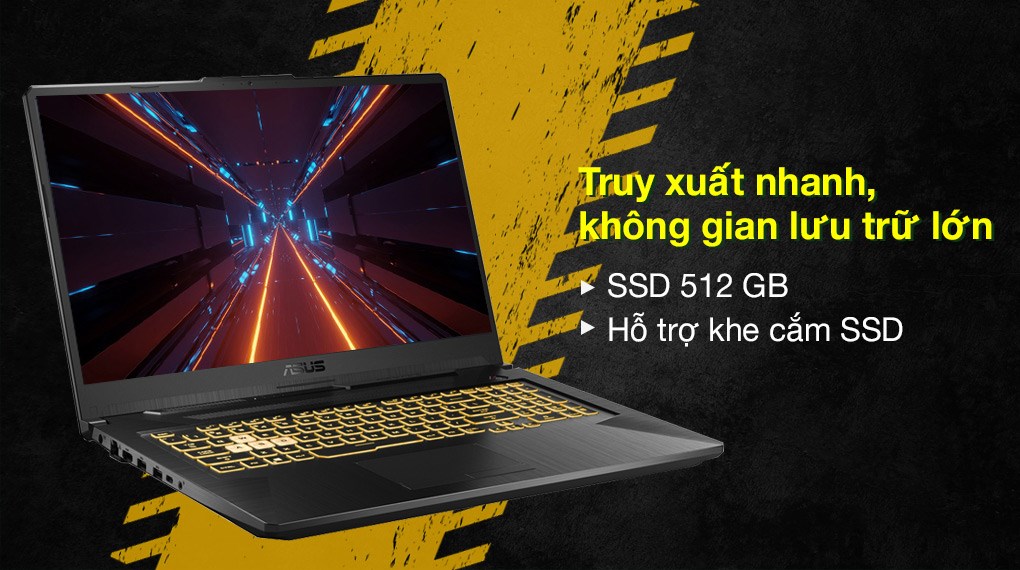 Truy xuất nhanh,
không gian lưu trữ lớn
SSD 512 GB
Hỗ trợ khe cắm SSD
ASUS